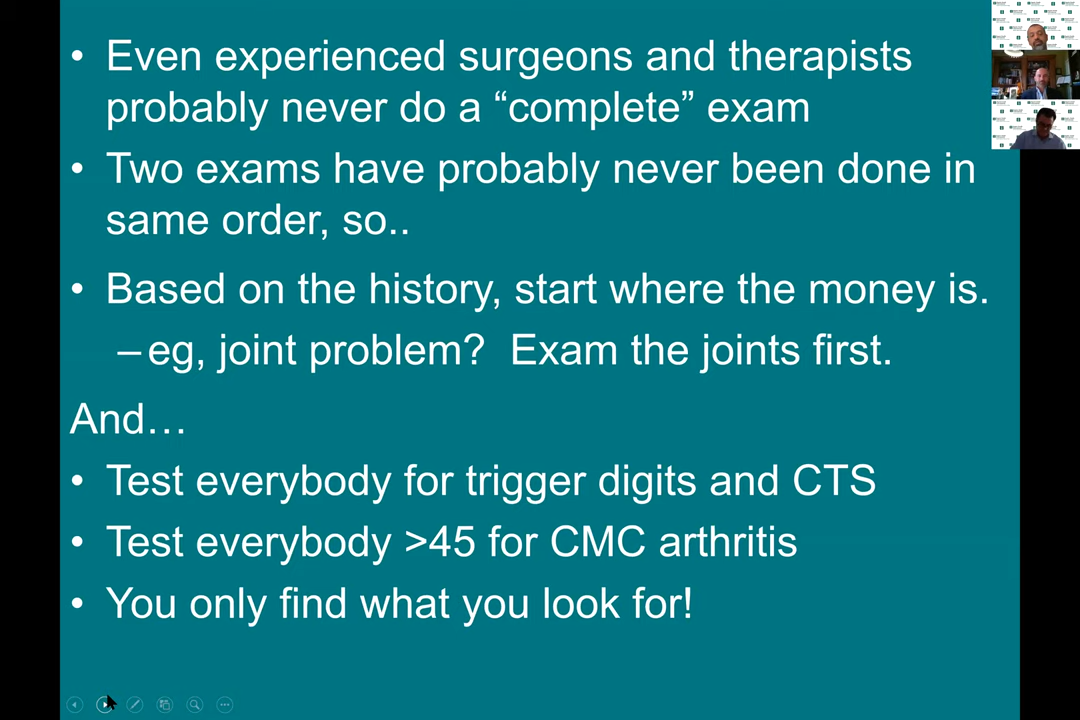 • Even experienced surgeons and therapists
probably never do a “complete” exam
• Two exams have probably never been done in
same order, so..
• Based on the history, start where the money is.
– eg, joint problem?  Exam the joints first.
And…
• Test everybody for trigger digits and CTS
• Test everybody >45 for CMC arthritis
• You only find what you look for!